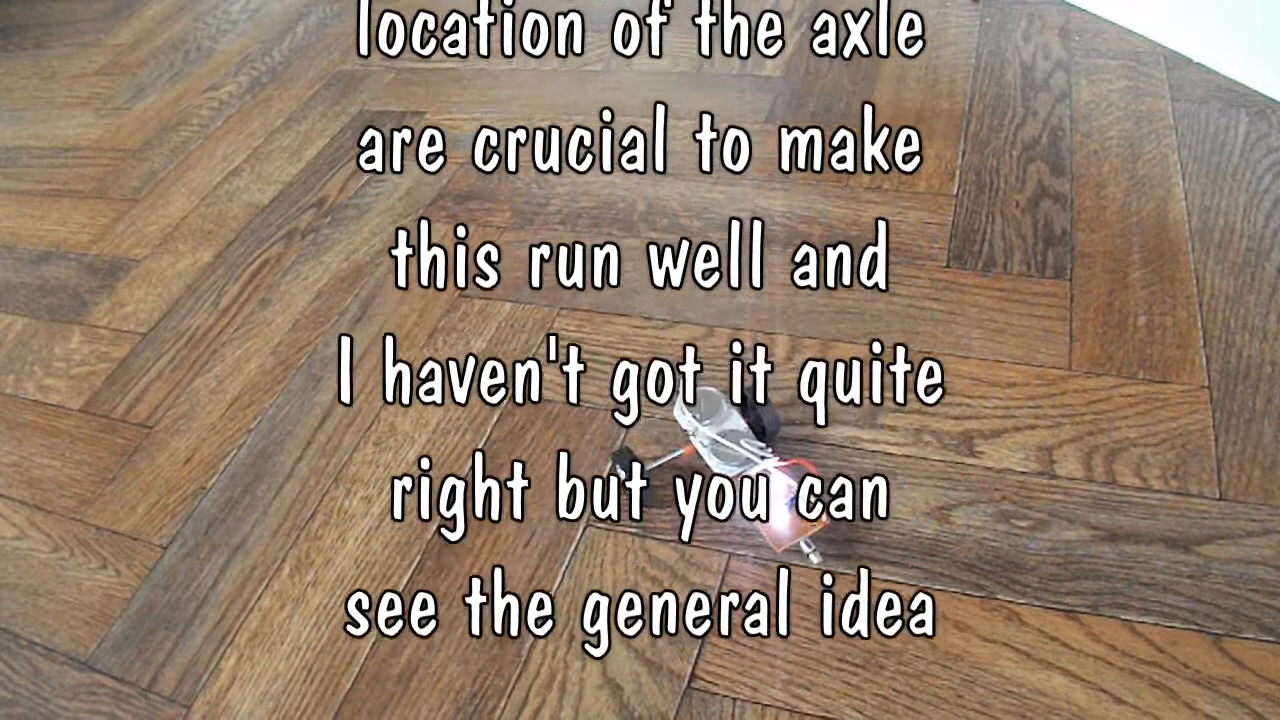 location of the axle
are crucial to make
this run well and
I haven't got it quite
right but you can
see the general idea